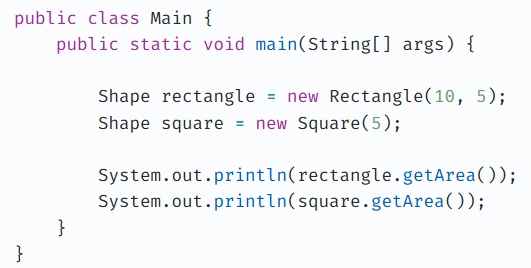 public class Main {
    public static void main(String[] args) {
        Shape rectangle = new Rectangle(10, 5);
        Shape square = new Square(5);
        System.out.println(rectangle.getArea());
        System.out.println(square.getArea());
    }
}